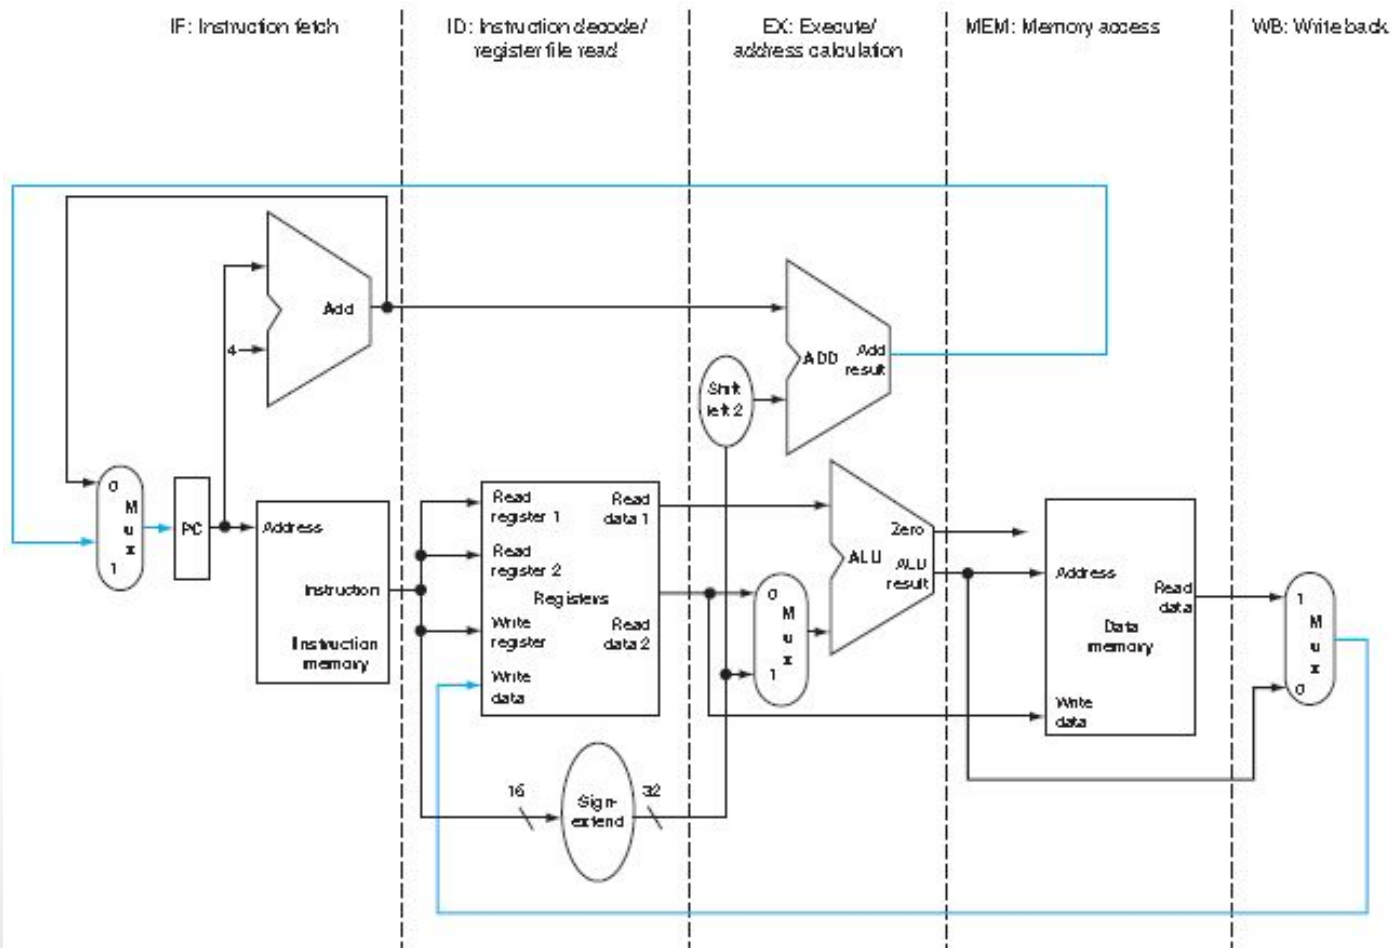 IF: Instruction fetch
ID: Instruction decode/
register file read
EX: Execute/
address calculation
MEM: Memory access
WB: Write back
Add
4
ADD
Add
result
Shift
left 2
0
M
u
x
1
PC
Address
Instruction
Instruction
memory
Read
register 1
Read
data 1
Read
register 2
Registers
Write
register
Read
data 2
Write
data
0
M
u
x
1
Zero
ALU
ALU
result
Address
Read
data
Data
memory
Write
data
1
M
u
x
0
16
Sign-
extend
32